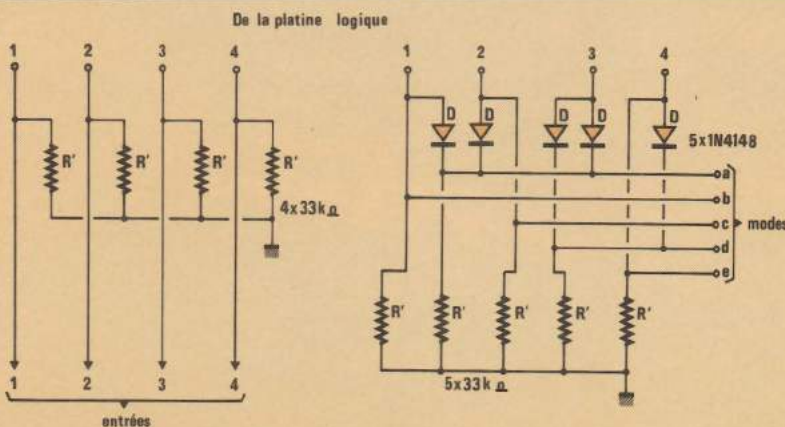 De la platine logique
1 2 3 4
R' R' R' R'
4x33kΩ
1 2 3 4
entrées
1 2 3 4
D D D D D
5x1N4148
a
b
c
d
e
modes
R' R' R' R' R'
5x33kΩ